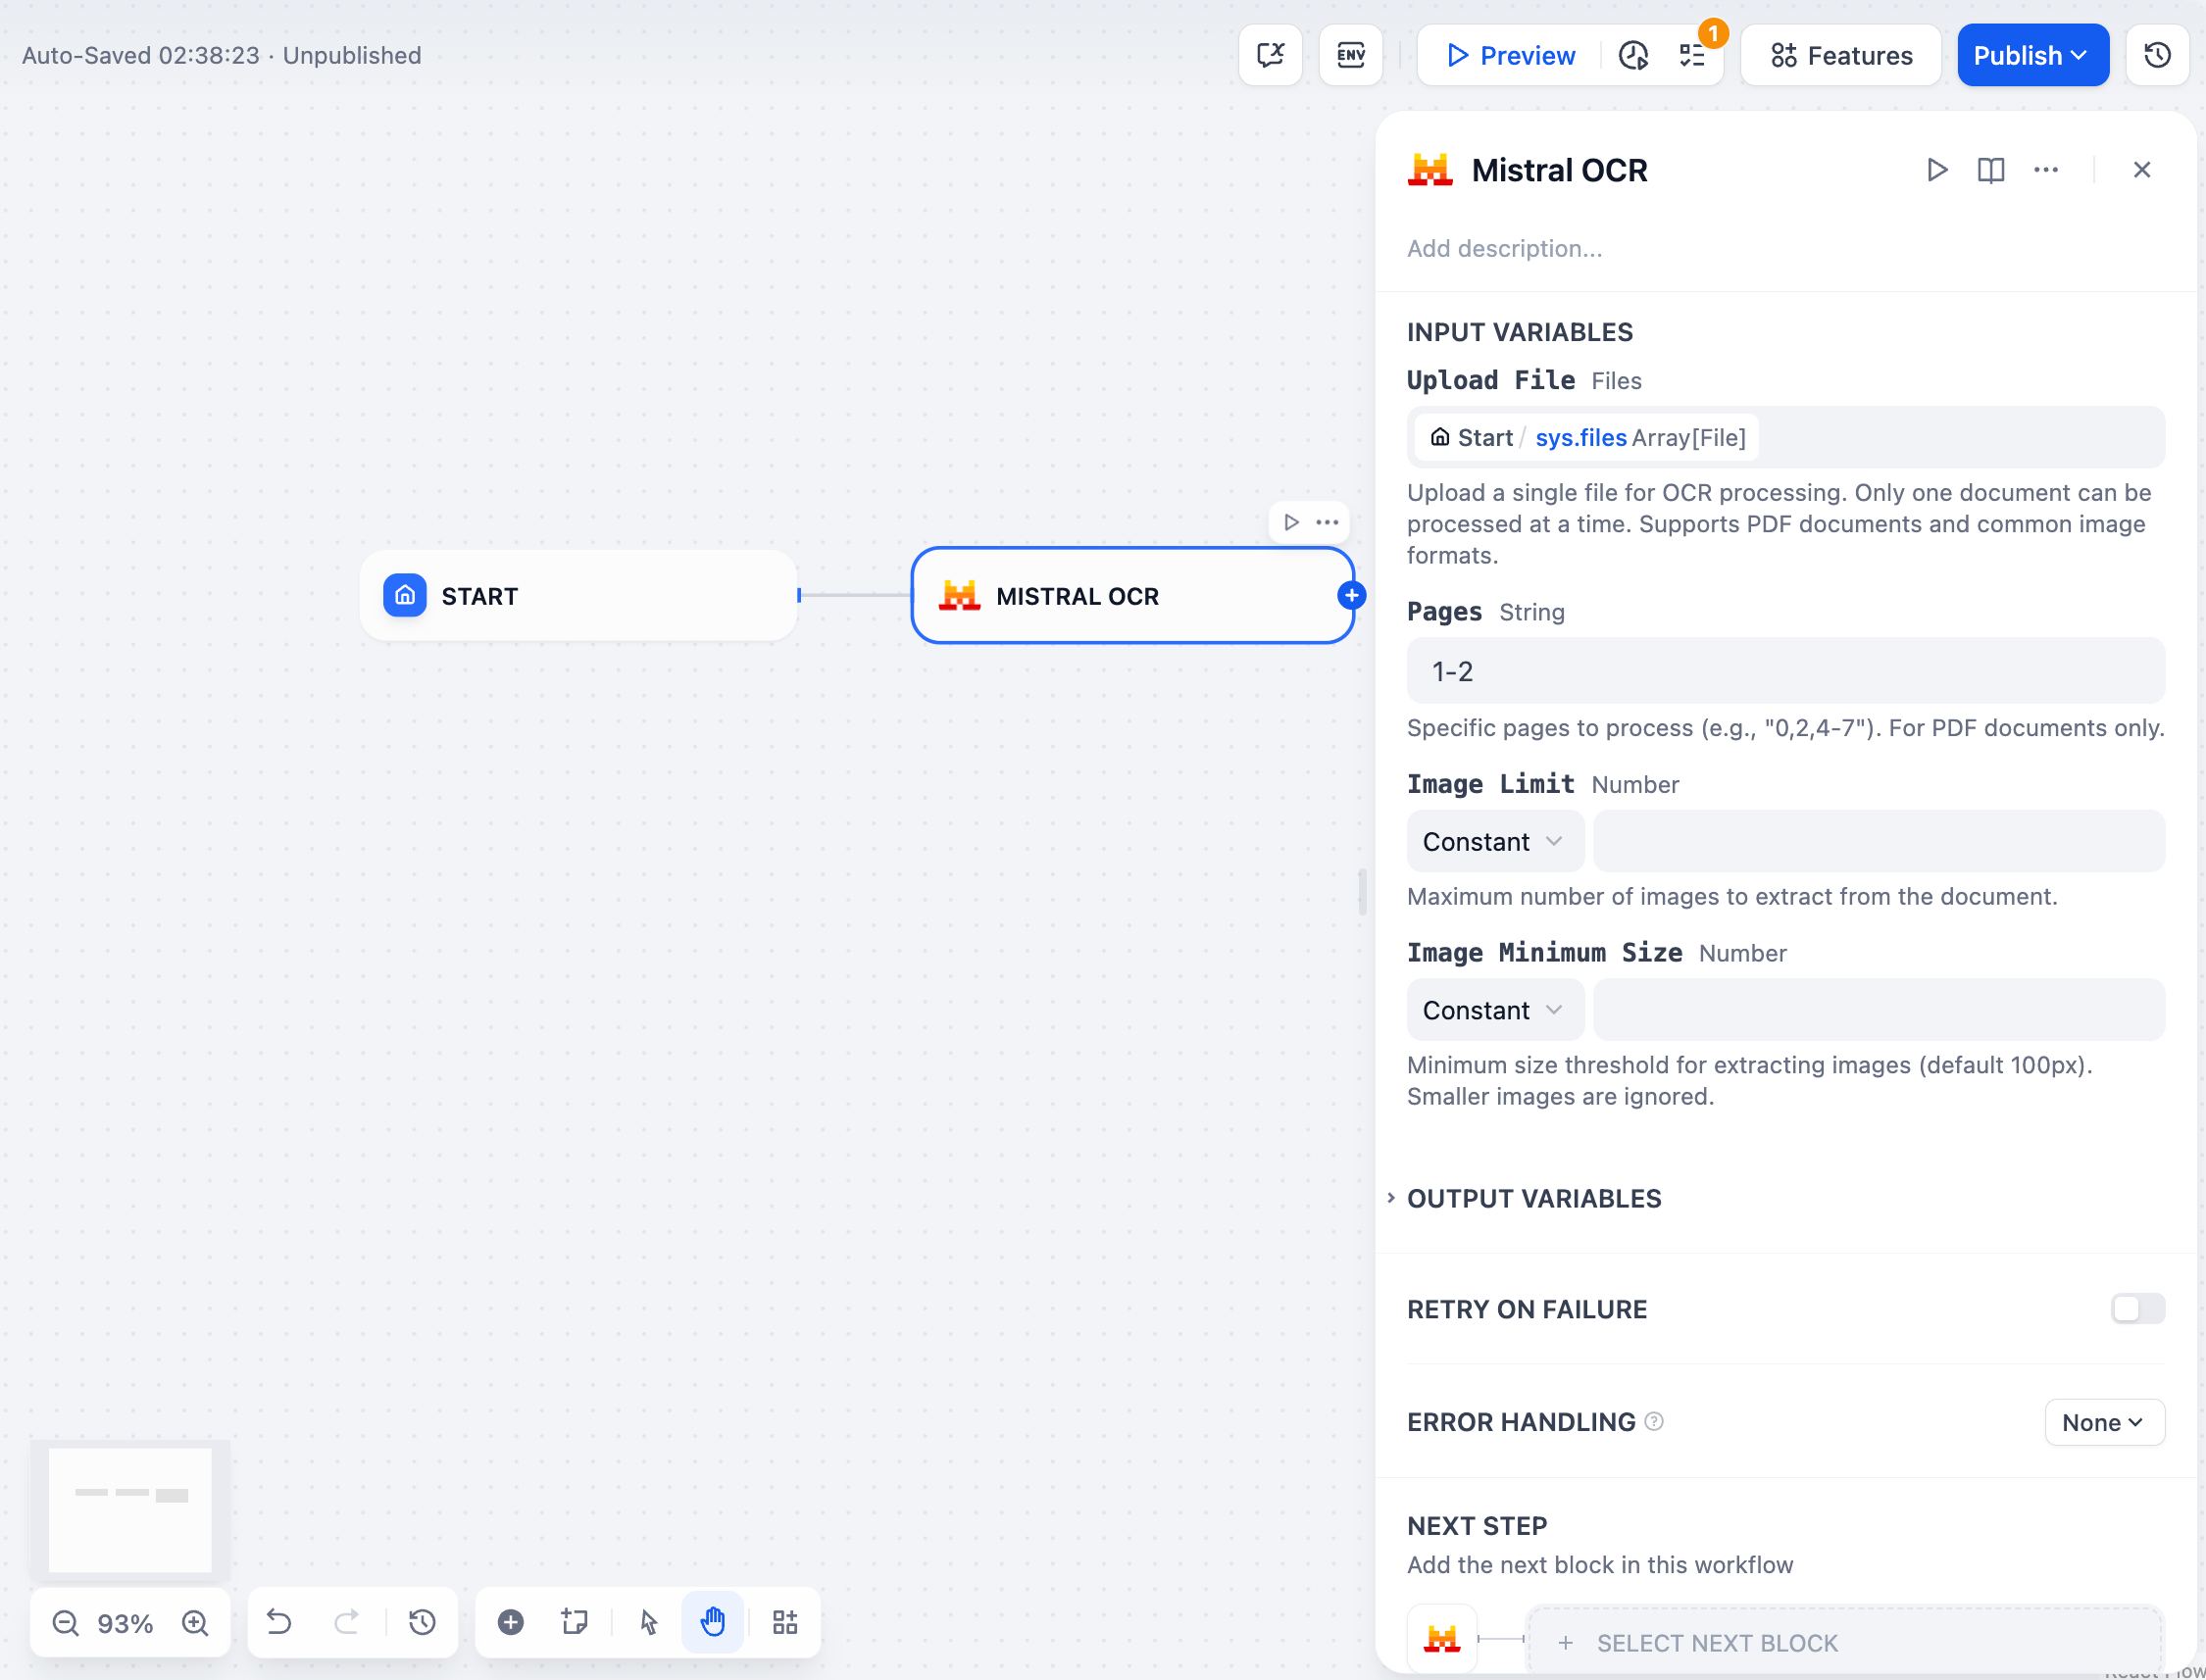 Auto-Saved 02:38:23 · Unpublished
ENV
Preview
1
Features
Publish
Mistral OCR
Add description...
INPUT VARIABLES
Upload File Files
Start / sys.files Array[File]
Upload a single file for OCR processing. Only one document can be
processed at a time. Supports PDF documents and common image
formats.
Pages String
1-2
Specific pages to process (e.g., "0,2,4-7"). For PDF documents only.
Image Limit Number
Constant
Maximum number of images to extract from the document.
Image Minimum Size Number
Constant
Minimum size threshold for extracting images (default 100px).
Smaller images are ignored.
OUTPUT VARIABLES
RETRY ON FAILURE
ERROR HANDLING
None
NEXT STEP
Add the next block in this workflow
+ SELECT NEXT BLOCK
START
MISTRAL OCR
93%
React Flow